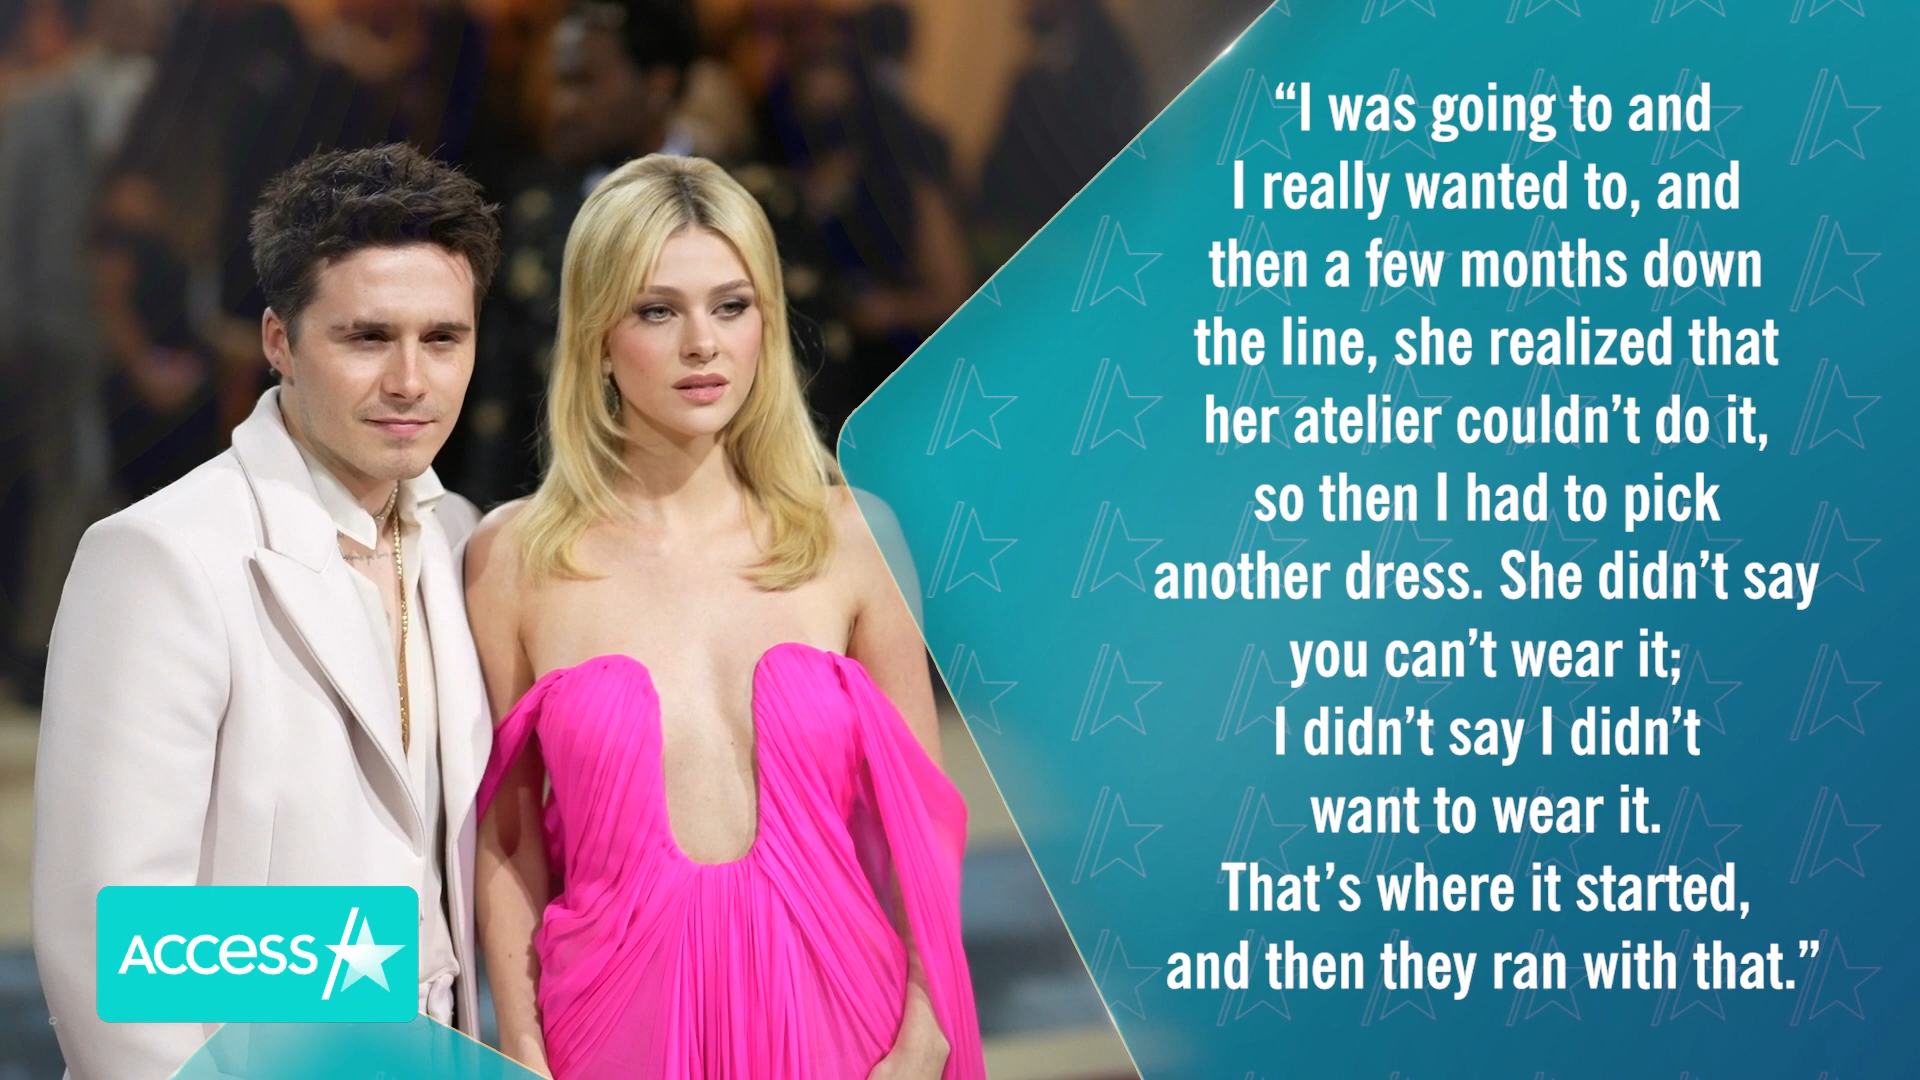 “I was going to and
I really wanted to, and
then a few months down
the line, she realized that
her atelier couldn’t do it,
so then I had to pick
another dress. She didn’t say
you can’t wear it;
I didn’t say I didn’t
want to wear it.
That’s where it started,
and then they ran with that.”
ACCESS